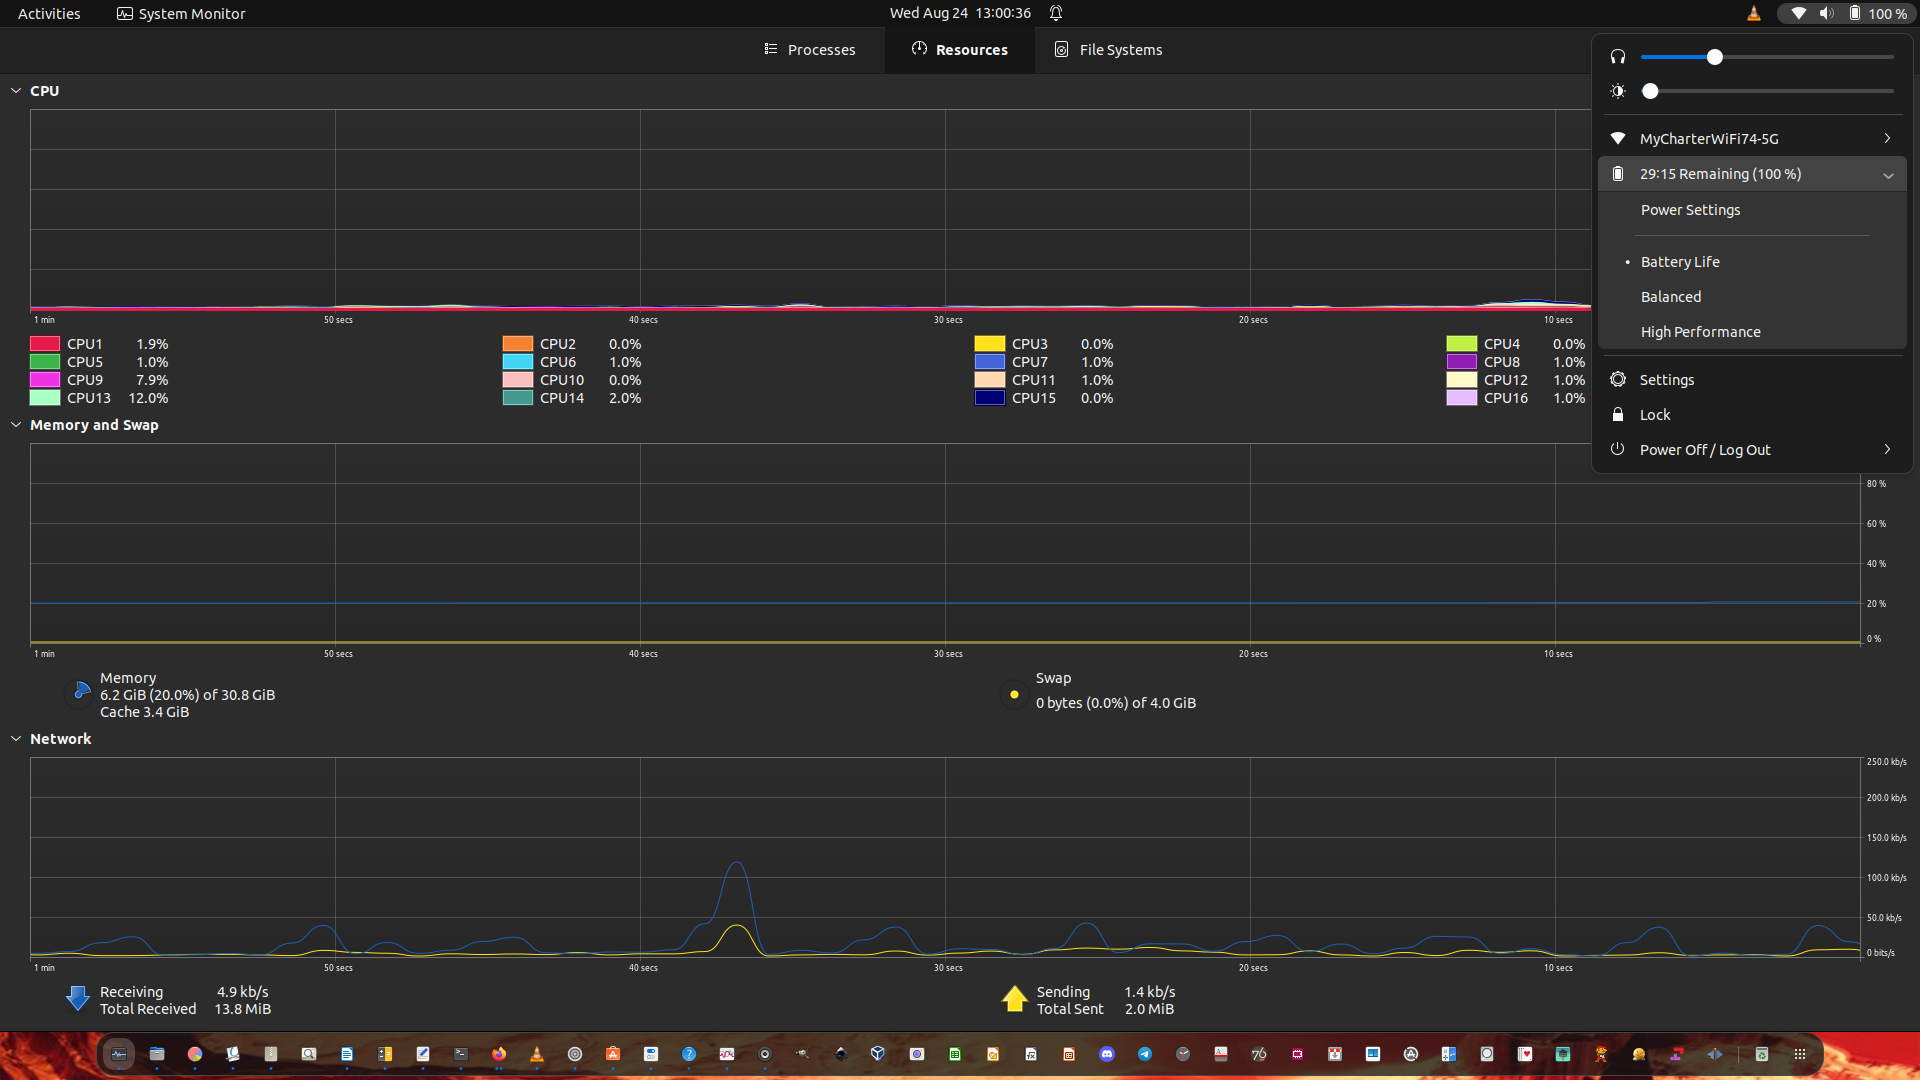 Activities
System Monitor
Wed Aug 24 13:00:36
100 %
Processes
Resources
File Systems
CPU
1 min
50 secs
40 secs
30 secs
20 secs
10 secs
CPU1 1.9%
CPU2 0.0%
CPU3 0.0%
CPU4 0.0%
CPU5 1.0%
CPU6 1.0%
CPU7 1.0%
CPU8 1.0%
CPU9 7.9%
CPU10 0.0%
CPU11 1.0%
CPU12 1.0%
CPU13 12.0%
CPU14 2.0%
CPU15 0.0%
CPU16 1.0%
MyCharterWiFi74-5G
29:15 Remaining (100 %)
Power Settings
• Battery Life
Balanced
High Performance
Settings
Lock
Power Off / Log Out
Memory and Swap
80 %
60 %
40 %
20 %
0 %
1 min
50 secs
40 secs
30 secs
20 secs
10 secs
Memory
6.2 GiB (20.0%) of 30.8 GiB
Cache 3.4 GiB
Swap
0 bytes (0.0%) of 4.0 GiB
Network
250.0 kb/s
200.0 kb/s
150.0 kb/s
100.0 kb/s
50.0 kb/s
0 bits/s
1 min
50 secs
40 secs
30 secs
20 secs
10 secs
Receiving 4.9 kb/s
Total Received 13.8 MiB
Sending 1.4 kb/s
Total Sent 2.0 MiB
76